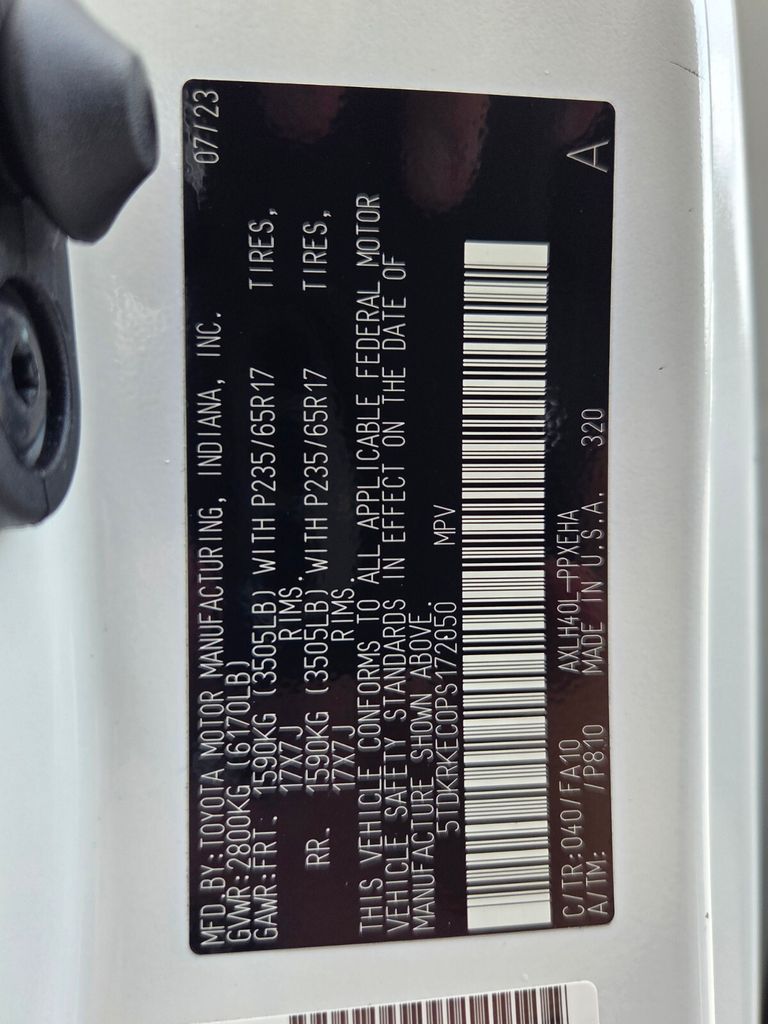 MFD.BY:TOYOTA MOTOR MANUFACTURING, INDIANA, INC. 07/23
GVWR:2800KG (6170LB)
GAWR:FRT. 1590KG (3505LB) WITH P235/65R17 TIRES,
17X7J RIMS.
RR. 1590KG (3505LB) WITH P235/65R17 TIRES,
17X7J RIMS.
THIS VEHICLE CONFORMS TO ALL APPLICABLE FEDERAL MOTOR
VEHICLE SAFETY STANDARDS IN EFFECT ON THE DATE OF
MANUFACTURE SHOWN ABOVE.
5TDKRKEC0PS172050 MPV
C/TR:040/FA10 AXLH40L-PPXEHA A
A/TM: /P810 MADE IN U.S.A. 320